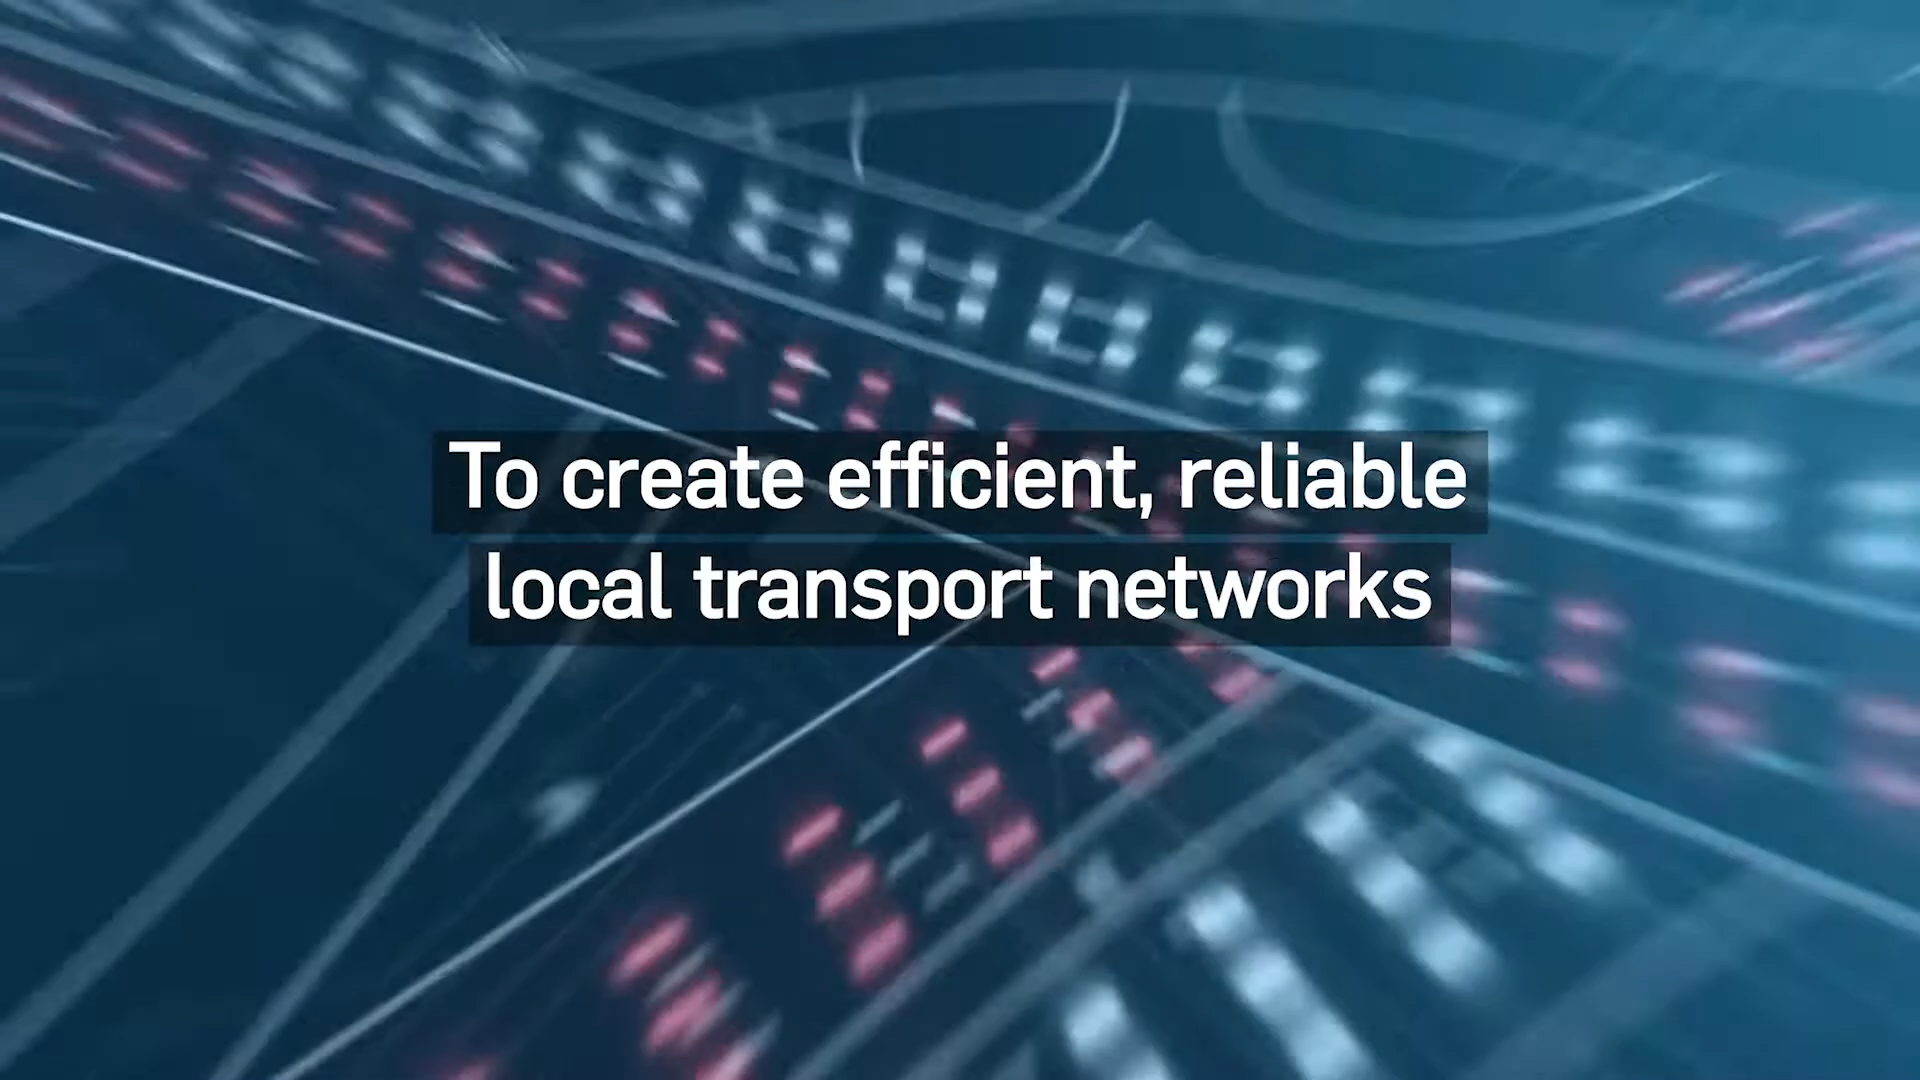 To create efficient, reliable
local transport networks